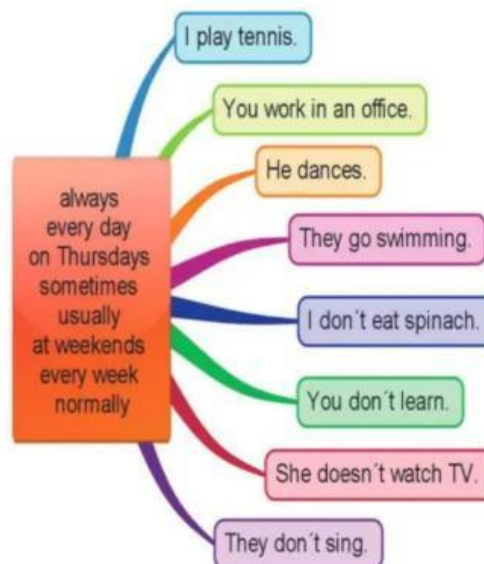 I play tennis.
You work in an office.
He dances.
They go swimming.
I don´t eat spinach.
You don´t learn.
She doesn´t watch TV.
They don´t sing.
always
every day
on Thursdays
sometimes
usually
at weekends
every week
normally